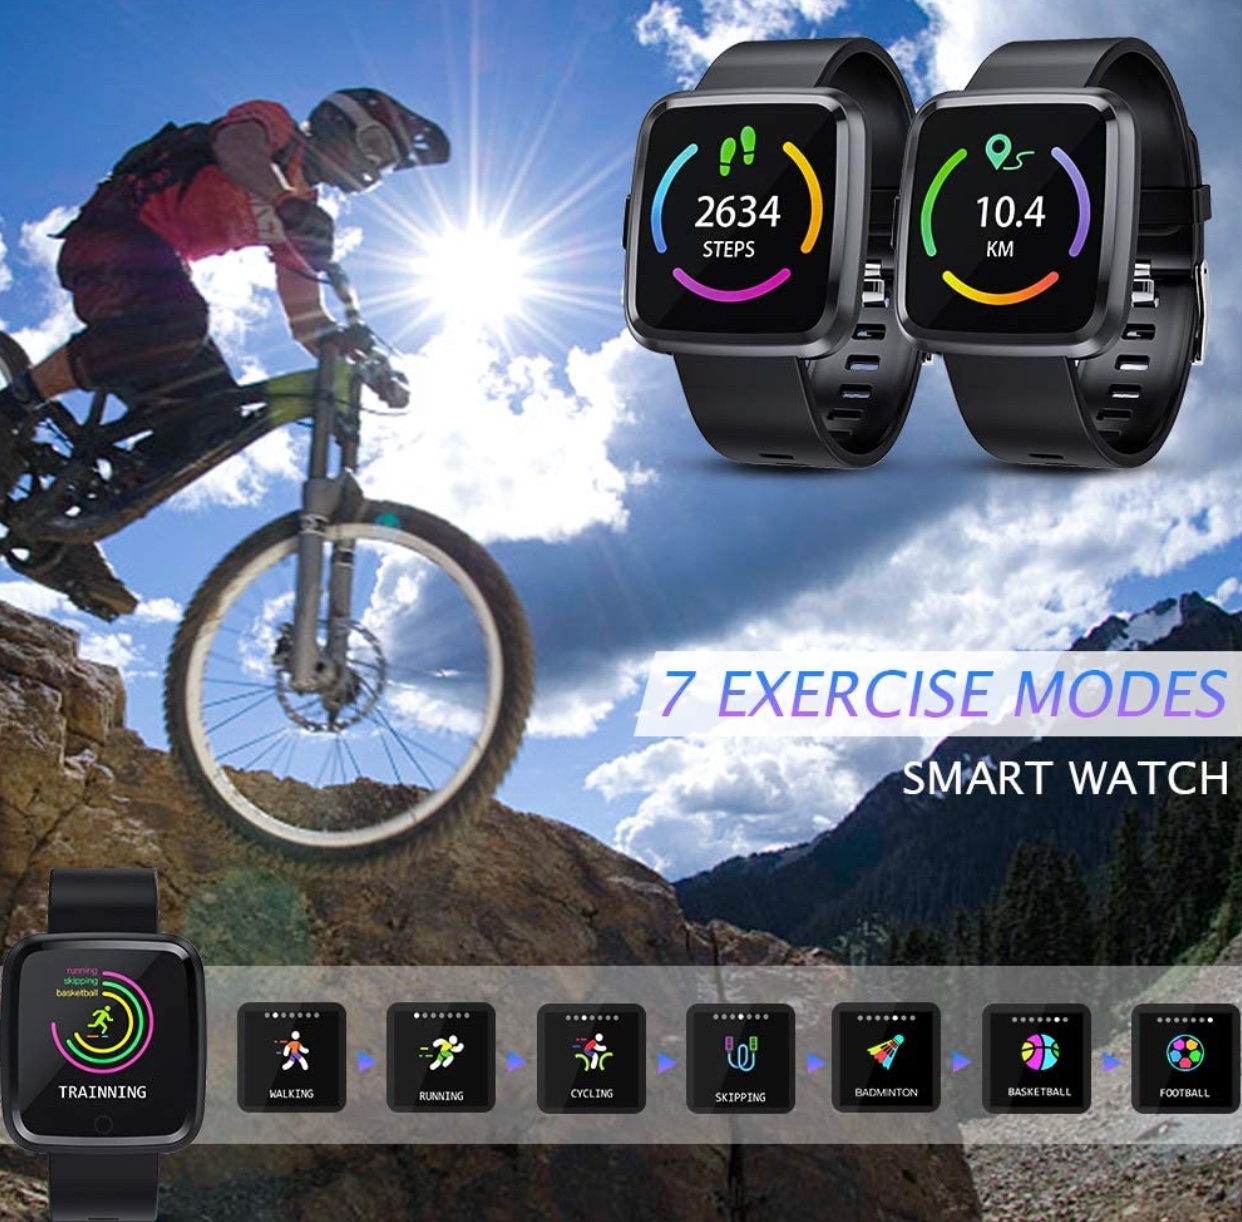 2634
STEPS
10.4
KM
7 EXERCISE MODES
SMART WATCH
running
skipping
basketball
TRAINNING
WALKING
RUNNING
CYCLING
SKIPPING
BADMINTON
BASKETBALL
FOOTBALL